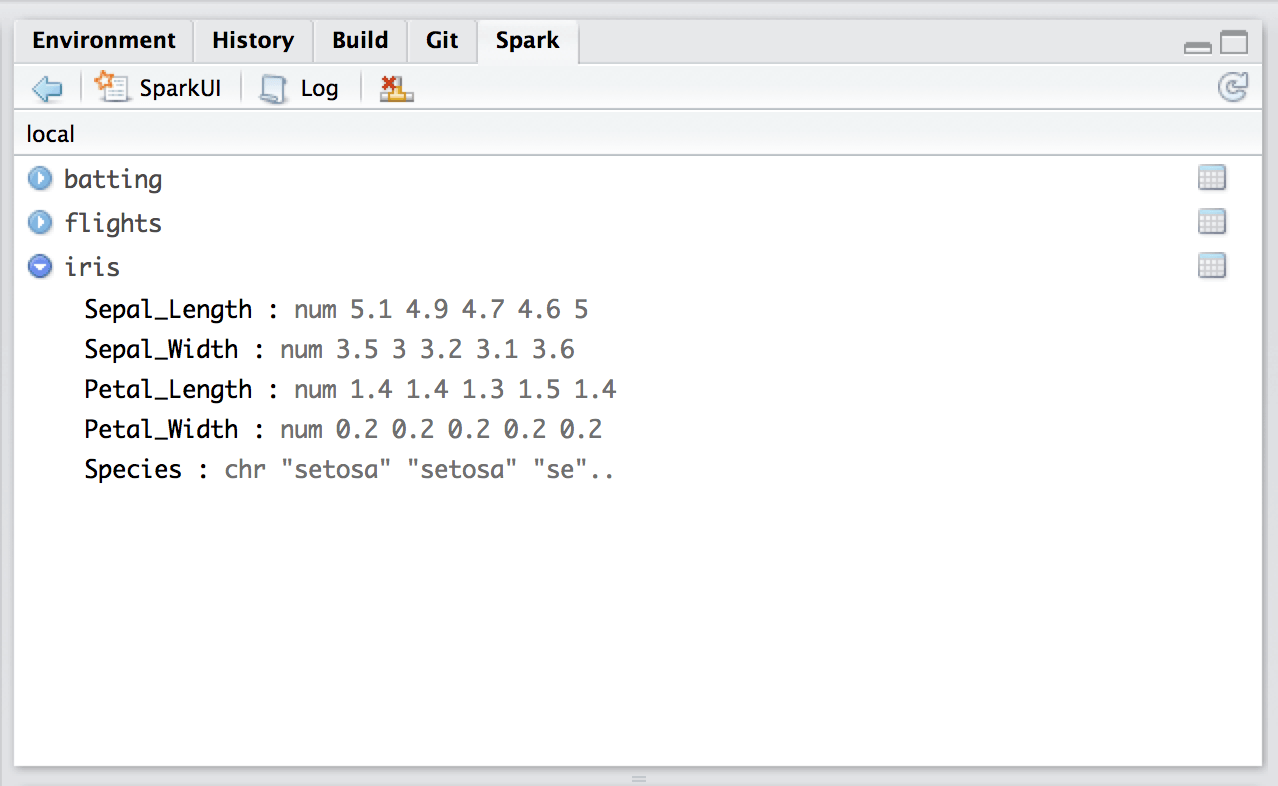 Environment History Build Git Spark
SparkUI Log
local
batting
flights
iris
Sepal_Length : num 5.1 4.9 4.7 4.6 5
Sepal_Width : num 3.5 3 3.2 3.1 3.6
Petal_Length : num 1.4 1.4 1.3 1.5 1.4
Petal_Width : num 0.2 0.2 0.2 0.2 0.2
Species : chr "setosa" "setosa" "se"..